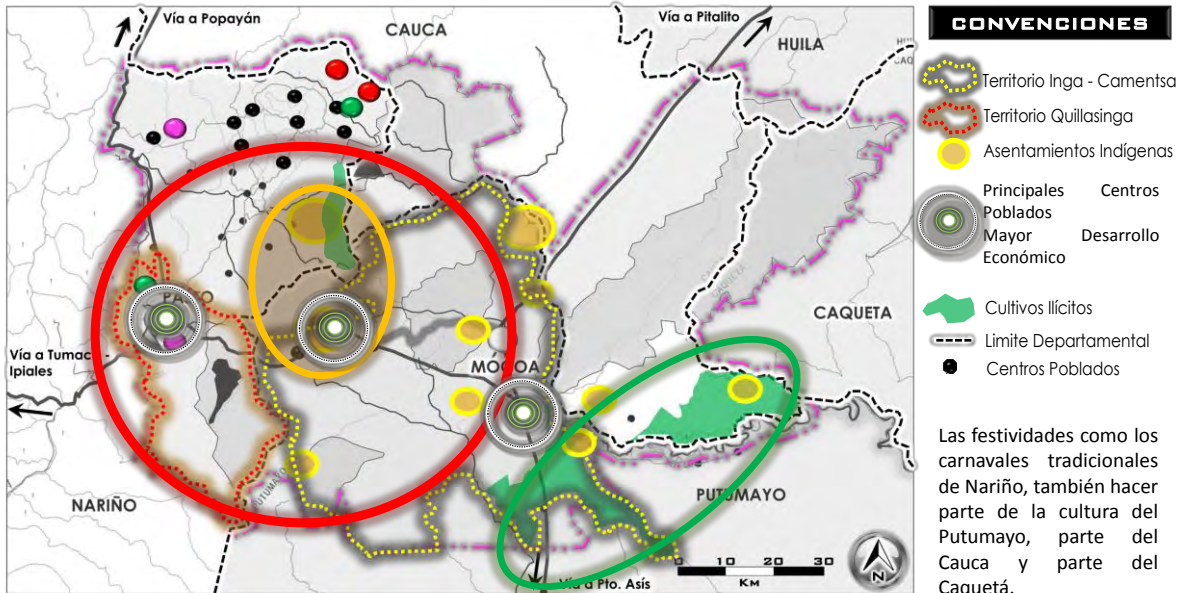 Vía a Popayán
CAUCA
Vía a Pitalito
HUILA
CAQUETA
Vía a Tumaco -
Ipiales
PASTO
MOCOA
NARIÑO
PUTUMAYO
PUTUMAYO
Vía a Pto. Asís
0 10 20 30
KM
N
CONVENCIONES
Territorio Inga - Camentsa
Territorio Quillasinga
Asentamientos Indígenas
Principales Centros
Poblados
Mayor Desarrollo
Económico
Cultivos Ilícitos
Limite Departamental
Centros Poblados
Las festividades como los
carnavales tradicionales
de Nariño, también hacer
parte de la cultura del
Putumayo, parte del
Cauca y parte del
Caquetá.